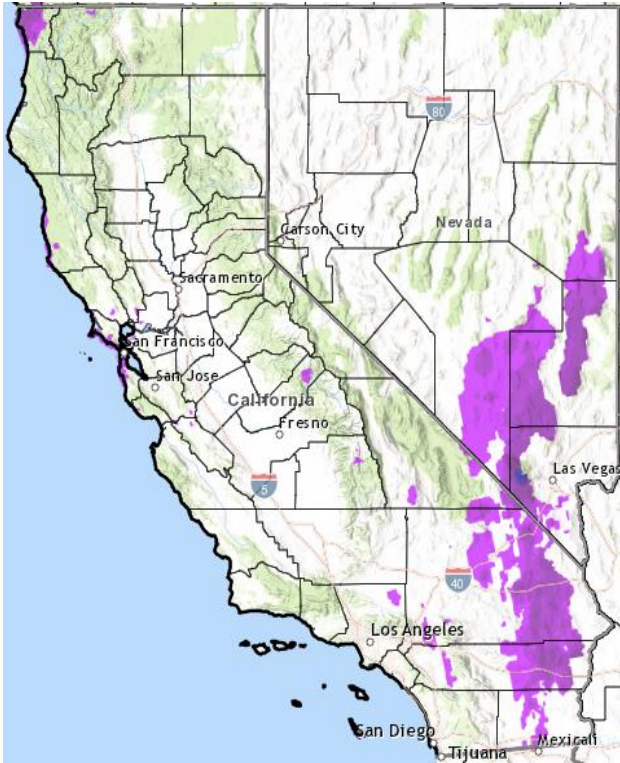 80
Nevada
Carson City
Sacramento
San Francisco
San Jose
California
Fresno
Las Vegas
5
40
Los Angeles
San Diego
Mexicali
Tijuana